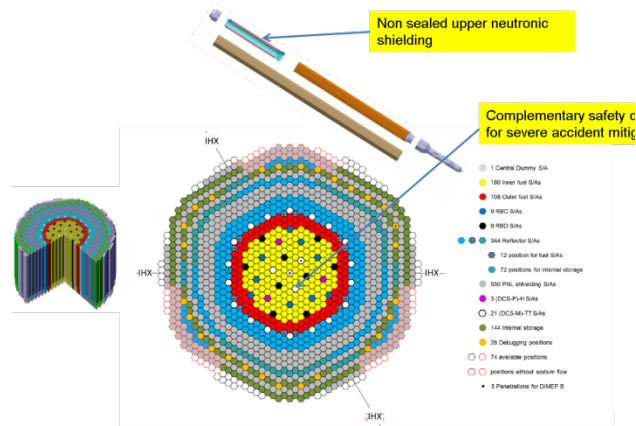 Non sealed upper neutronic
shielding
Complementary safety d
for severe accident mitig
IHX
IHX
IHX
IHX
1 Central Dummy S/A
180 Inner fuel S/As
108 Outer fuel S/As
9 RBC S/As
9 RBD S/As
344 Reflector S/As
12 position for fuel S/As
72 positions for internal storage
550 PNL shhielding S/As
3 (DCS-P)-H S/As
21 (DCS-M)-TT S/As
144 Internal storage
26 Debugging positions
74 available positions
positions without sodium flow
5 Penetrations for DIMEP B